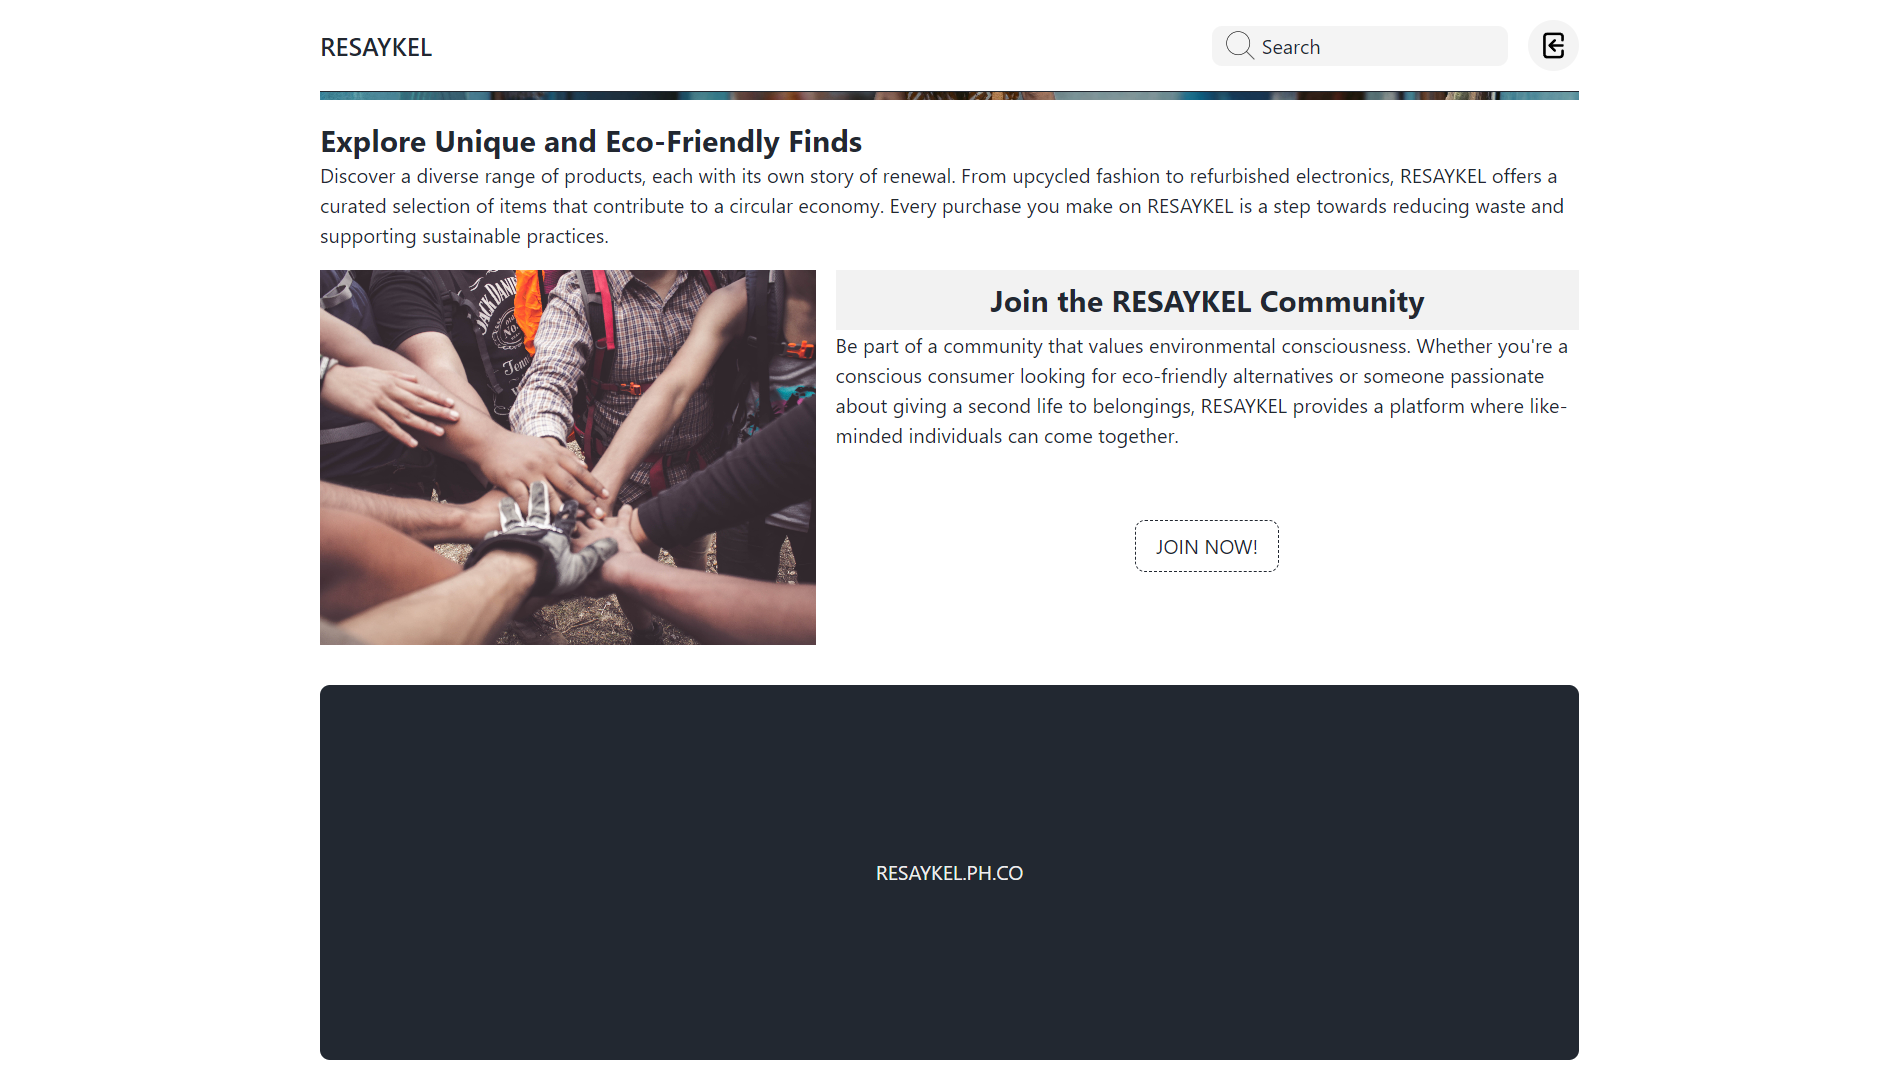 RESAYKEL
Search
Explore Unique and Eco-Friendly Finds
Discover a diverse range of products, each with its own story of renewal. From upcycled fashion to refurbished electronics, RESAYKEL offers a
curated selection of items that contribute to a circular economy. Every purchase you make on RESAYKEL is a step towards reducing waste and
supporting sustainable practices.
JACK DANIEL
Join the RESAYKEL Community
Be part of a community that values environmental consciousness. Whether you're a
conscious consumer looking for eco-friendly alternatives or someone passionate
about giving a second life to belongings, RESAYKEL provides a platform where like-
minded individuals can come together.
JOIN NOW!
RESAYKEL.PH.CO